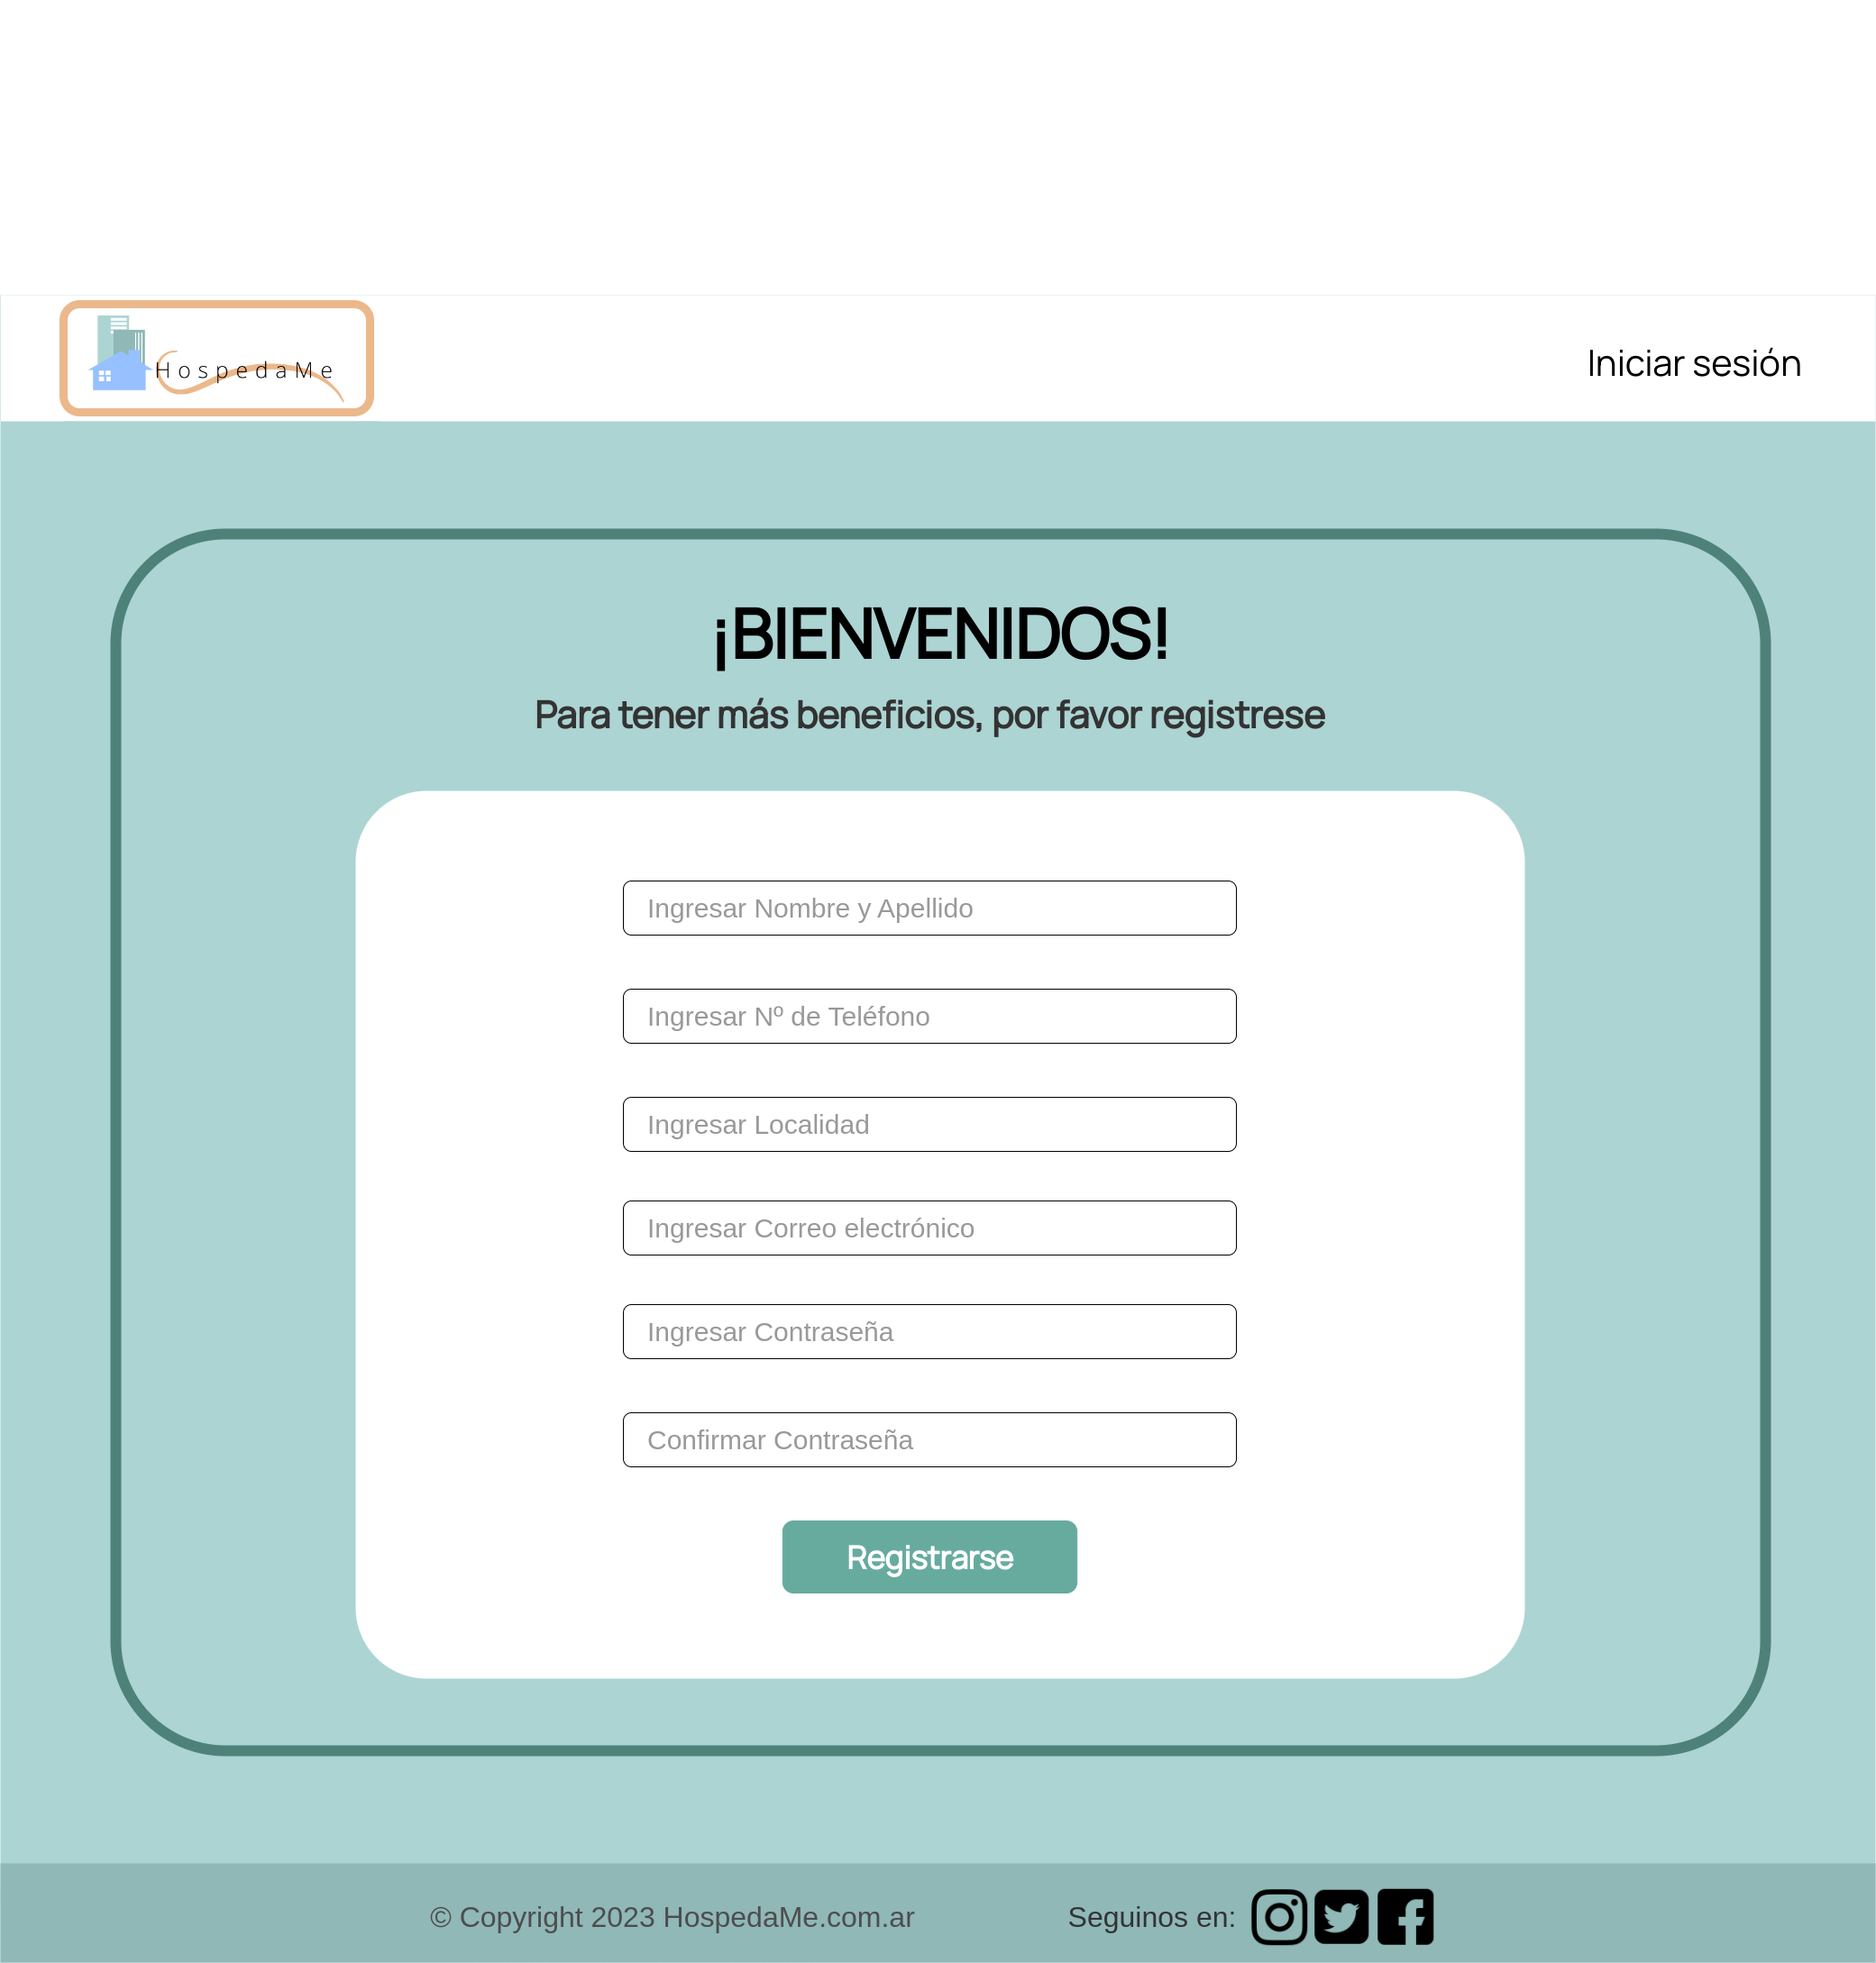 HospedaMe
Iniciar sesión
¡BIENVENIDOS!
Para tener más beneficios, por favor registrese
Ingresar Nombre y Apellido
Ingresar Nº de Teléfono
Ingresar Localidad
Ingresar Correo electrónico
Ingresar Contraseña
Confirmar Contraseña
Registrarse
© Copyright 2023 HospedaMe.com.ar
Seguinos en: